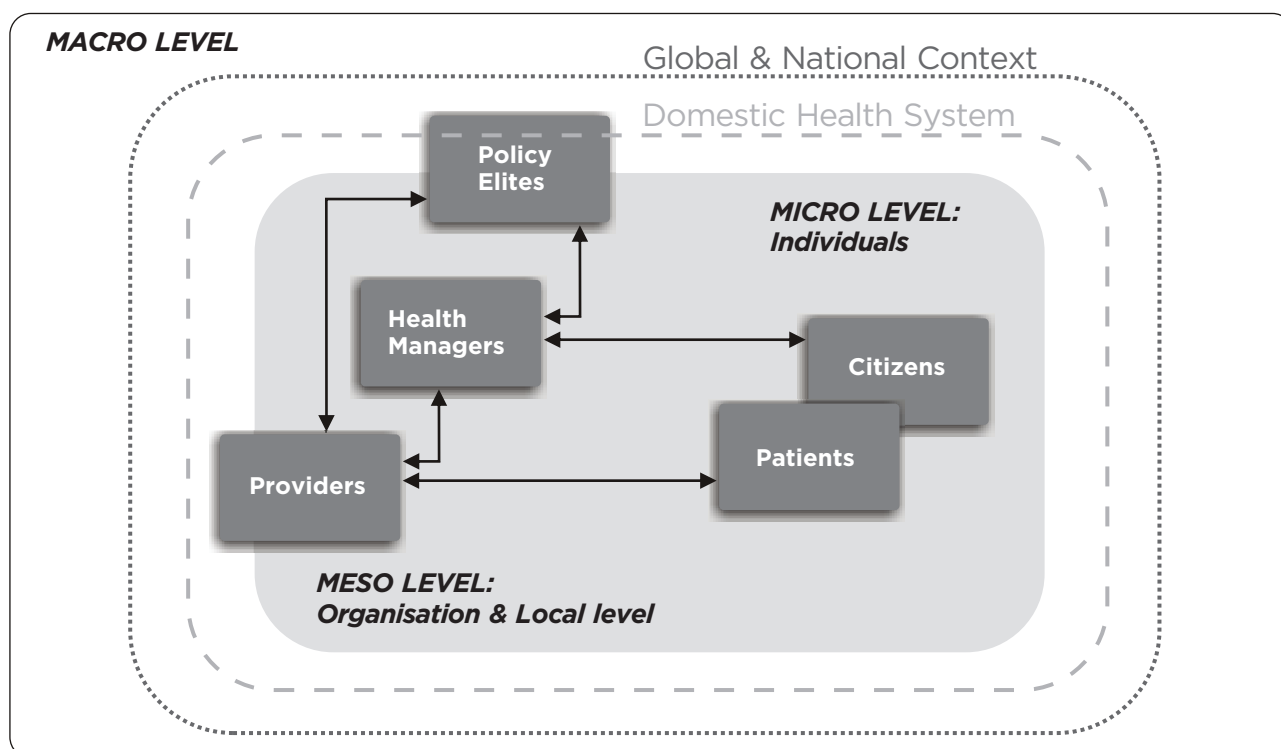 MACRO LEVEL
Global & National Context
Domestic Health System
Policy
Elites
MICRO LEVEL:
Individuals
Health
Managers
Citizens
Patients
Providers
MESO LEVEL:
Organisation & Local level